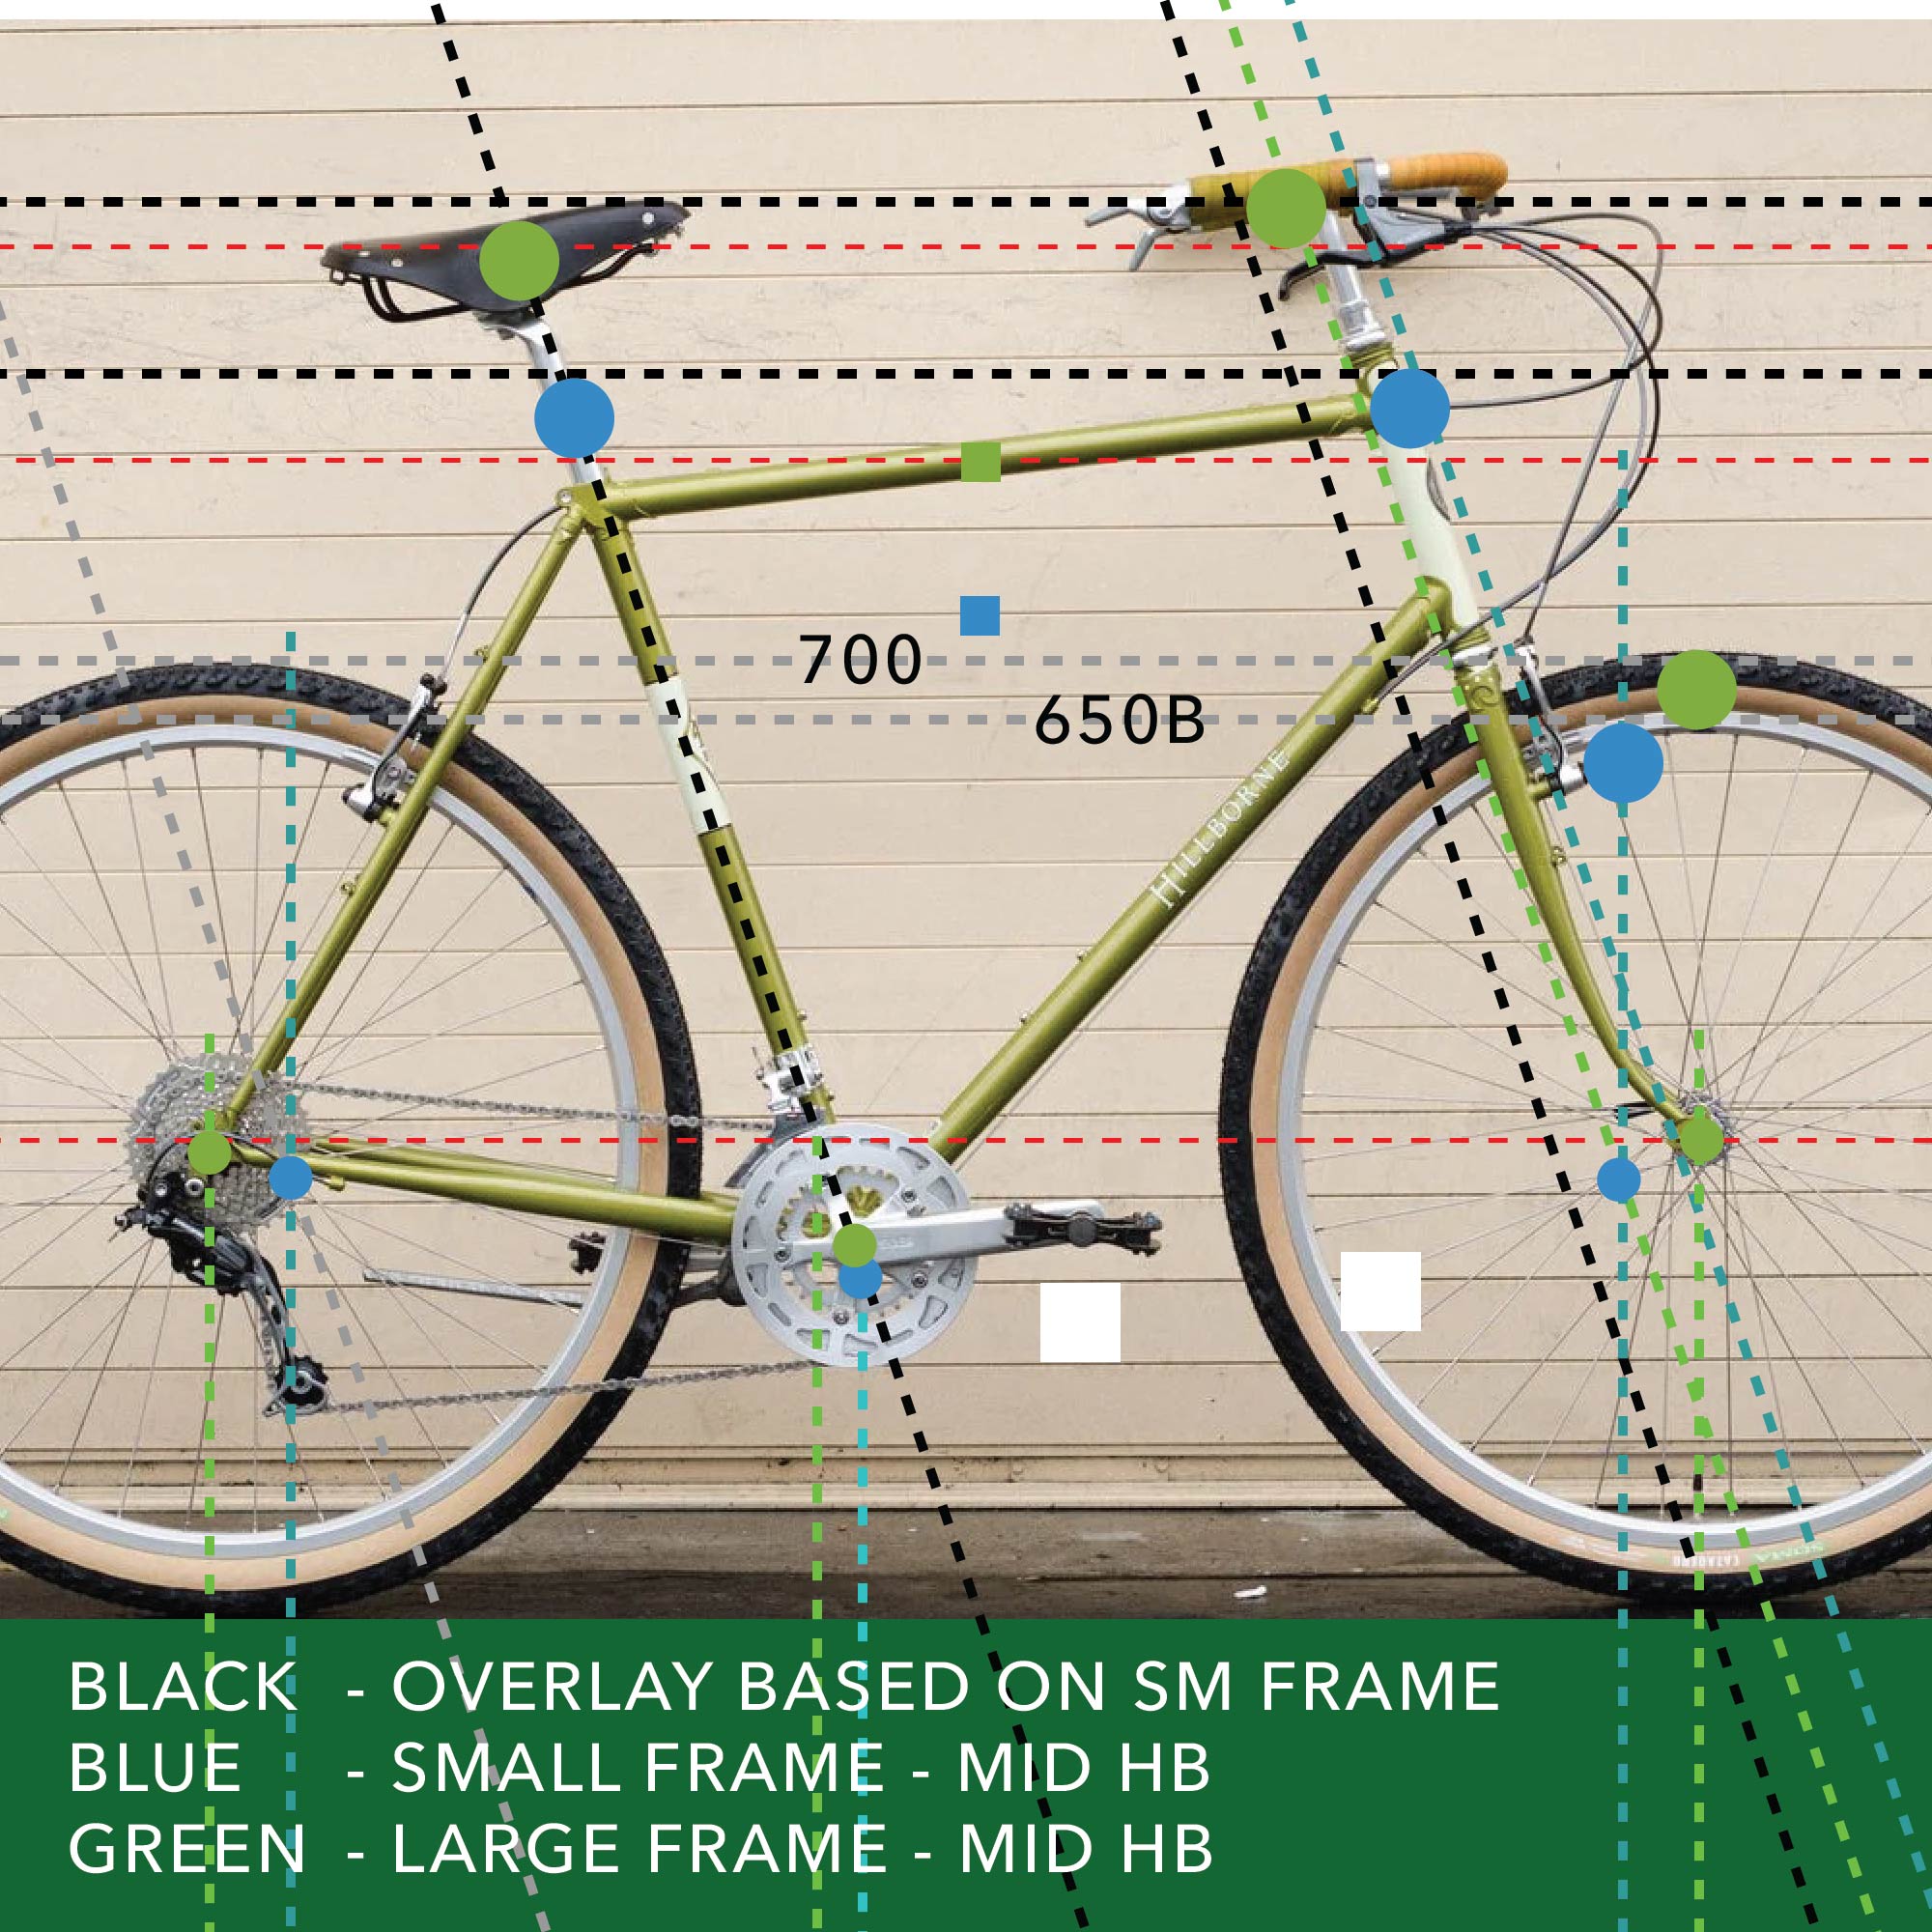 700
650B
HILLBORNE
BLACK - OVERLAY BASED ON SM FRAME
BLUE - SMALL FRAME - MID HB
GREEN - LARGE FRAME - MID HB